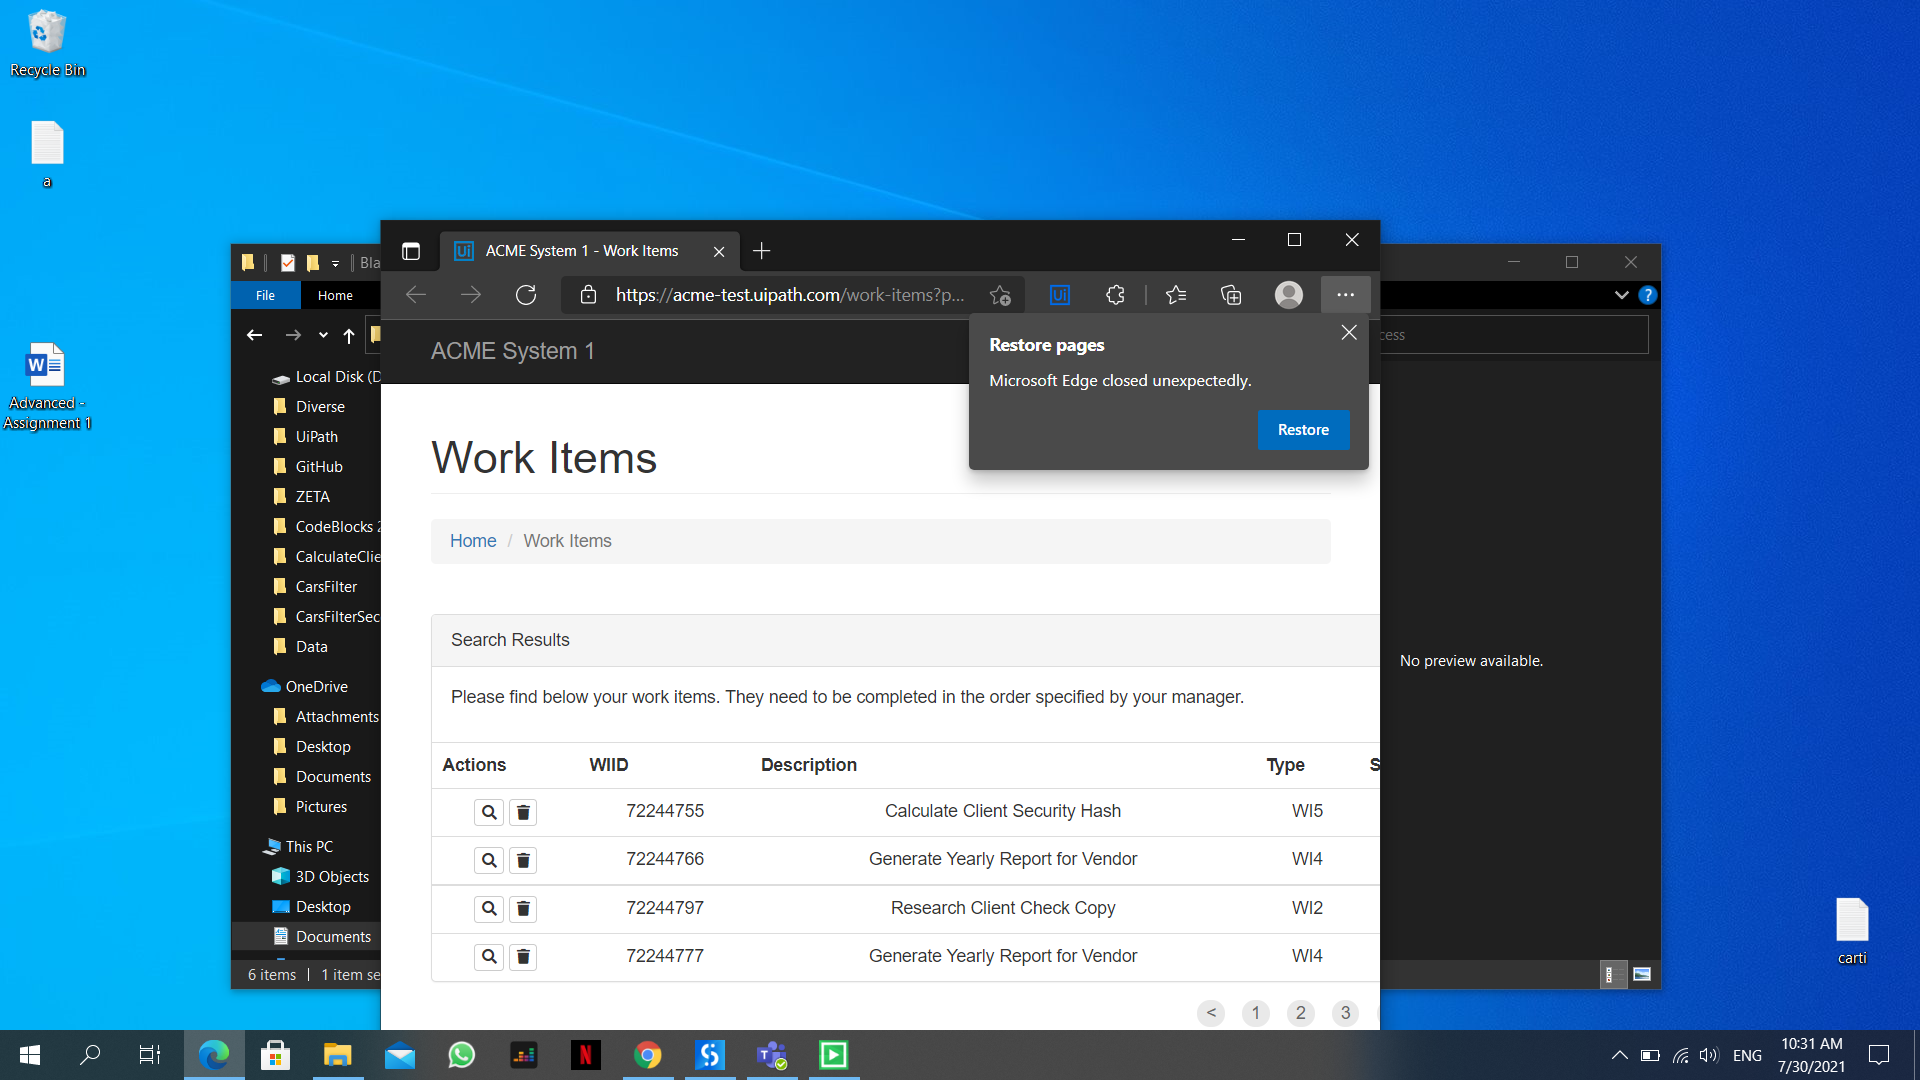 Recycle Bin
a
Advanced -
Assignment 1
Bla
File
Home
Local Disk (D
Diverse
UiPath
GitHub
ZETA
CodeBlocks 2
CalculateClie
CarsFilter
CarsFilterSec
Data
OneDrive
Attachments
Desktop
Documents
Pictures
This PC
3D Objects
Desktop
Documents
6 items
1 item se
Ui
ACME System 1 - Work Items
https://acme-test.uipath.com/work-items?p...
Ui
ACME System 1
Restore pages
Microsoft Edge closed unexpectedly.
Restore
Work Items
Home / Work Items
Search Results
Please find below your work items. They need to be completed in the order specified by your manager.
Actions WIID Description Type S
72244755 Calculate Client Security Hash WI5
72244766 Generate Yearly Report for Vendor WI4
72244797 Research Client Check Copy WI2
72244777 Generate Yearly Report for Vendor WI4
< 1 2 3
cess
?
No preview available.
carti
N
T
ENG
10:31 AM
7/30/2021